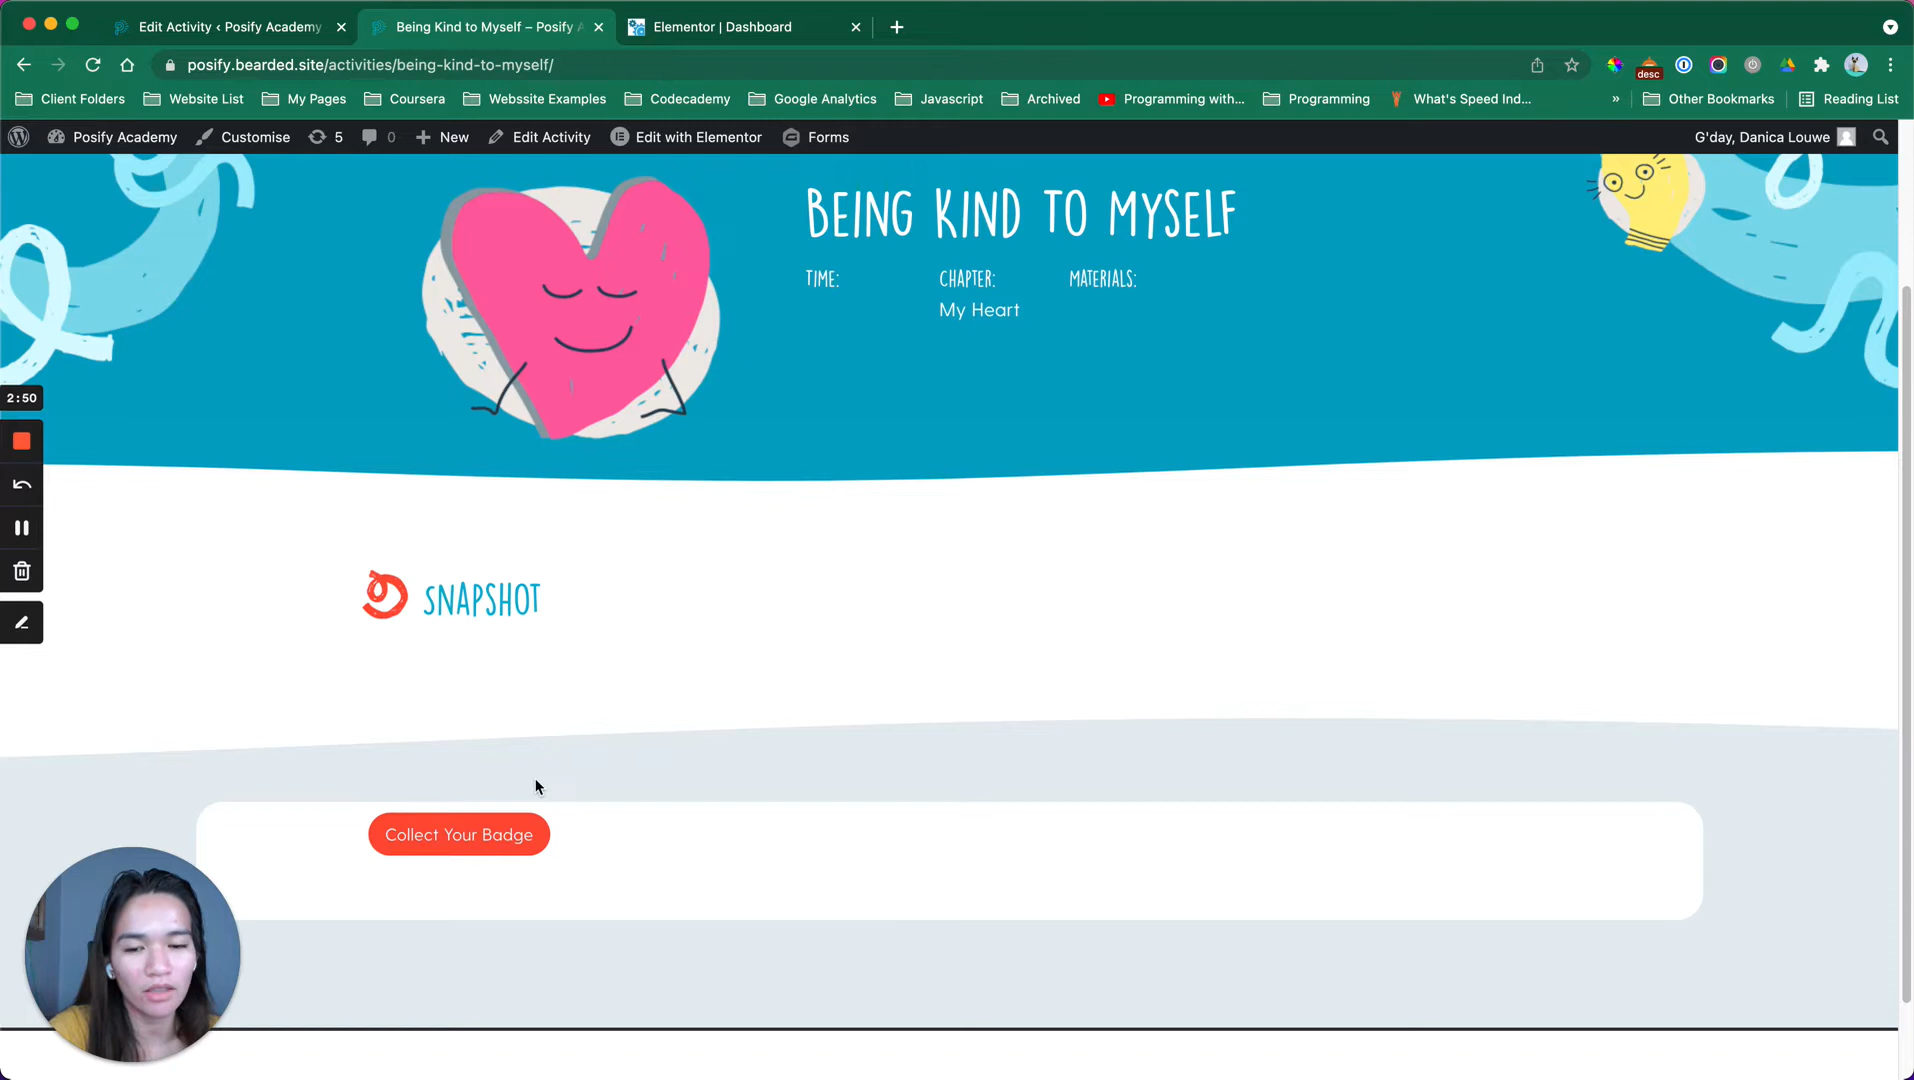 Edit Activity ‹ Posify Academy
Being Kind to Myself – Posify A
Elementor | Dashboard
posify.bearded.site/activities/being-kind-to-myself/
desc
Client Folders
Website List
My Pages
Coursera
Webssite Examples
Codecademy
Google Analytics
Javascript
Archived
Programming with...
Programming
What's Speed Ind...
»
Other Bookmarks
Reading List
Posify Academy
Customise
5
0
New
Edit Activity
Edit with Elementor
Forms
G'day, Danica Louwe
BEING KIND TO MYSELF
TIME:
CHAPTER:
MATERIALS:
My Heart
2:50
SNAPSHOT
Collect Your Badge